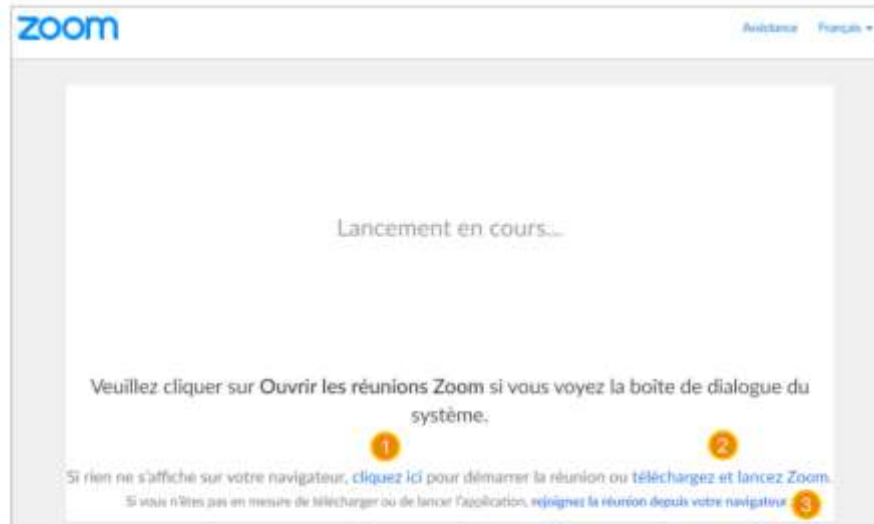 zoom
Assistance Français
Lancement en cours...
Veuillez cliquer sur Ouvrir les réunions Zoom si vous voyez la boîte de dialogue du
système.
1 2
Si rien ne s'affiche sur votre navigateur, cliquez ici pour démarrer la réunion ou téléchargez et lancez Zoom.
Si vous n'êtes pas en mesure de télécharger ou de lancer l'application, rejoignez la réunion depuis votre navigateur. 3